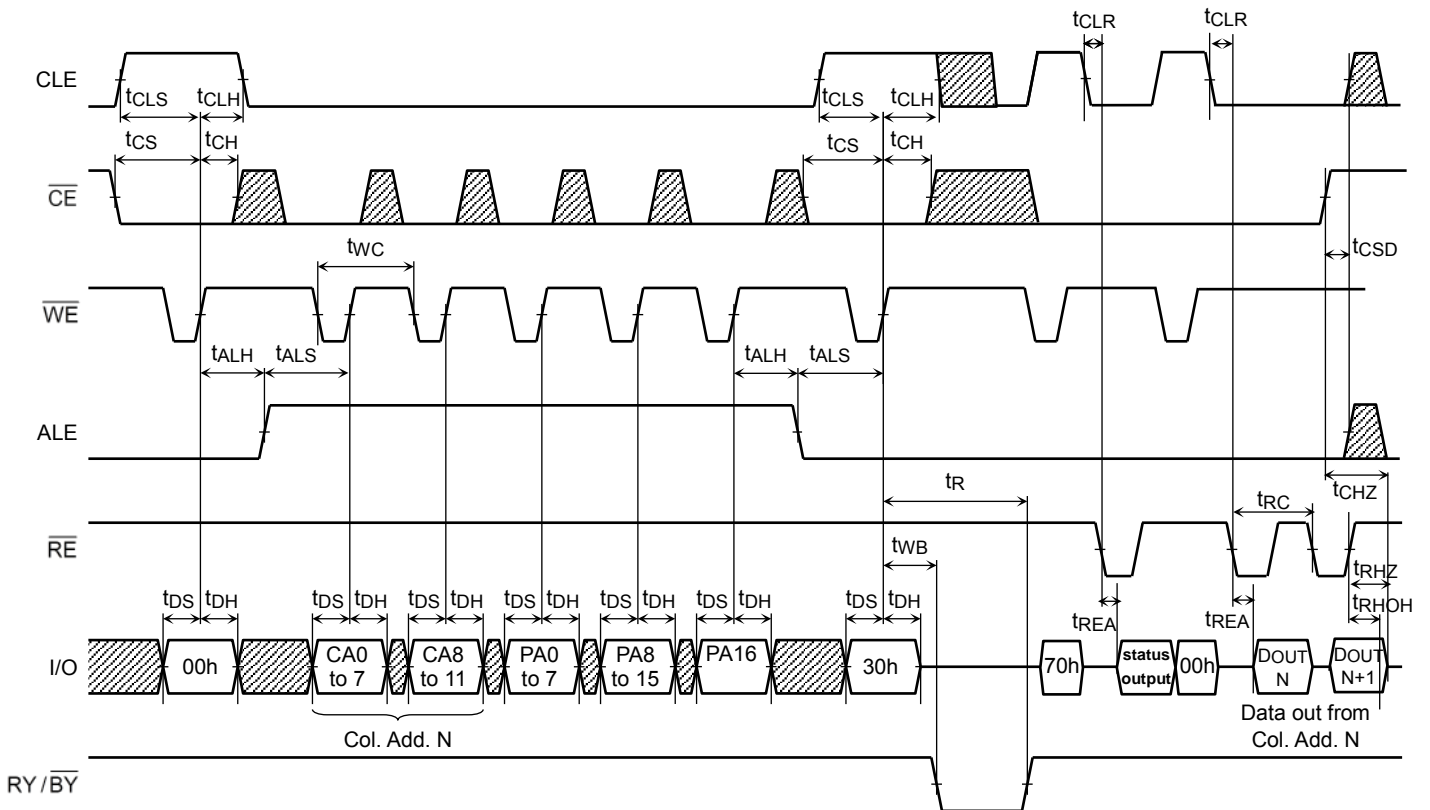 tCLR tCLR
CLE
tCLS tCLH tCLS tCLH
tCS tCH tCS tCH
CE
tWC tCSD
WE
tALH tALS tALH tALS
ALE
tR tCHZ
tRC
RE
tWB
tRHZ
tDS tDH tDS tDH tDS tDH tDS tDH tDS tDH tDS tDH tDS tDH
tRHOH
tREA tREA
I/O
00h
CA0
to 7
CA8
to 11
PA0
to 7
PA8
to 15
PA16
30h
70h
status
output
00h
DOUT
N
DOUT
N+1
Col. Add. N
Data out from
Col. Add. N
RY/BY